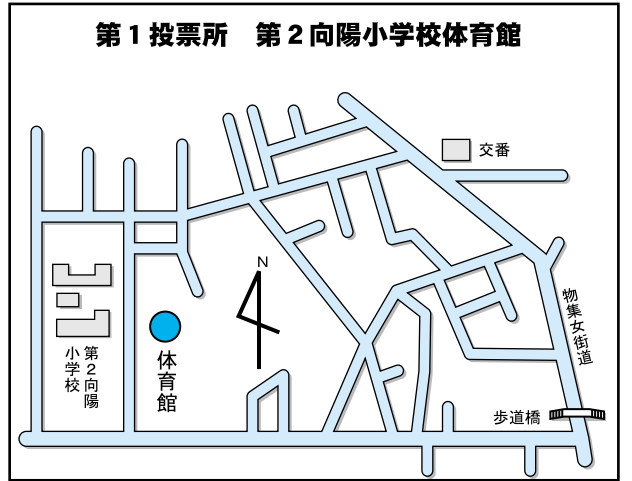 第1投票所　第2向陽小学校体育館
交番
N
物集女街道
第2向陽
小学校
体育館
歩道橋